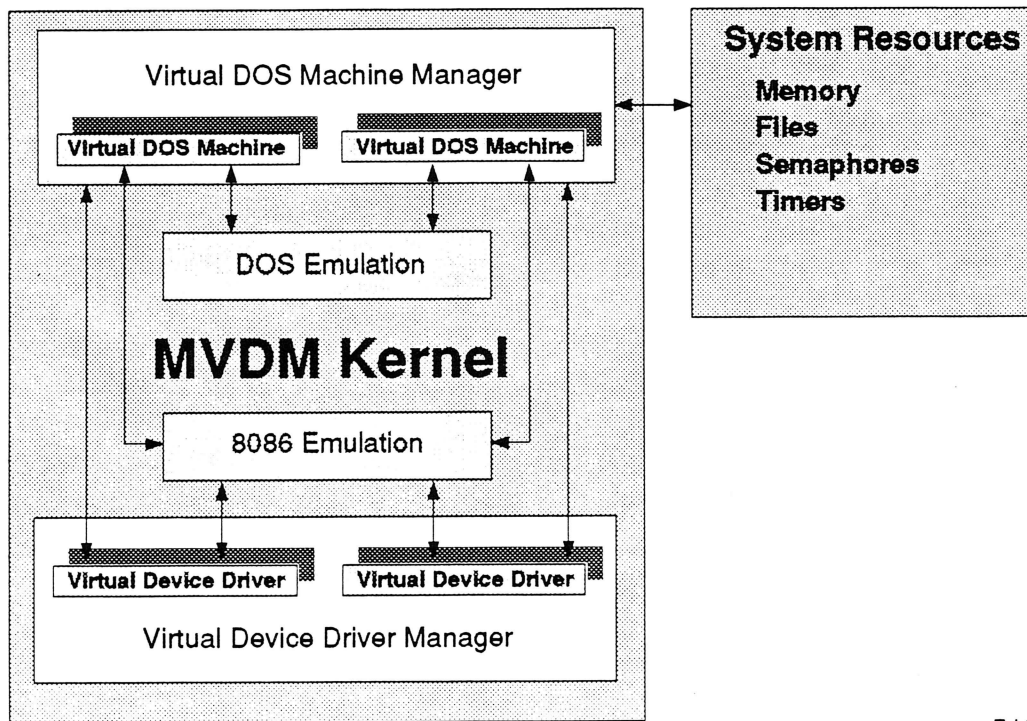 Virtual DOS Machine Manager
Virtual DOS Machine
Virtual DOS Machine
DOS Emulation
MVDM Kernel
8086 Emulation
Virtual Device Driver
Virtual Device Driver
Virtual Device Driver Manager
System Resources
Memory
Files
Semaphores
Timers